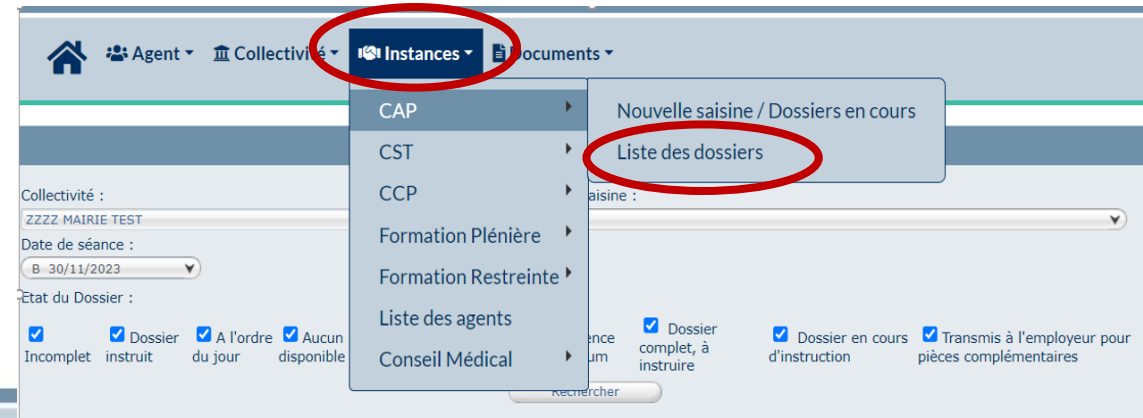 Agent Collectivité Instances Documents
CAP
CST
CCP
Formation Plénière
Formation Restreinte
Liste des agents
Conseil Médical
Nouvelle saisine / Dossiers en cours
Liste des dossiers
Collectivité :
ZZZZ MAIRIE TEST
aisine :
Date de séance :
B 30/11/2023
Etat du Dossier :
Incomplet
Dossier
instruit
A l'ordre
du jour
Aucun
disponible
Dossier
complet, à
instruire
Dossier en cours
d'instruction
Transmis à l'employeur pour
pièces complémentaires
Rechercher